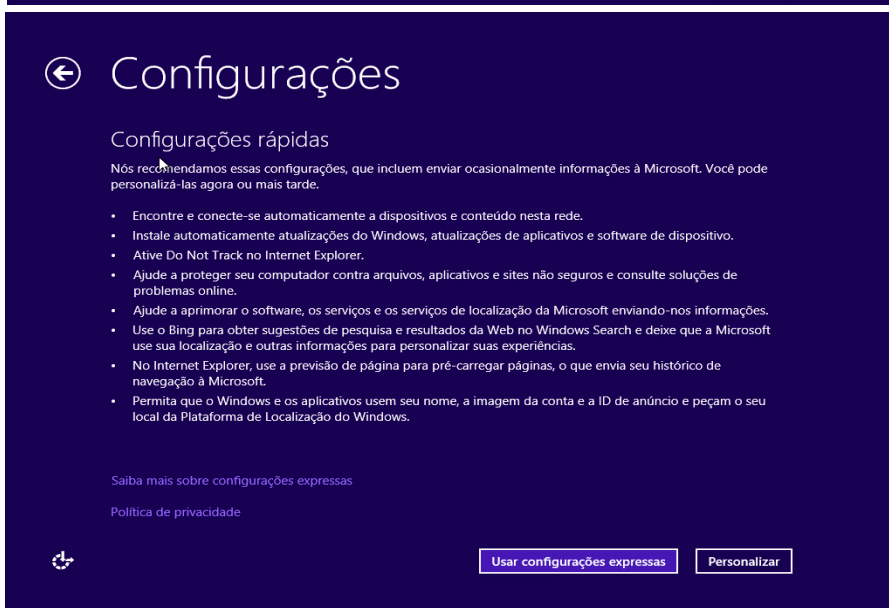 Configurações
Configurações rápidas
Nós recomendamos essas configurações, que incluem enviar ocasionalmente informações à Microsoft. Você pode
personalizá-las agora ou mais tarde.
• Encontre e conecte-se automaticamente a dispositivos e conteúdo nesta rede.
• Instale automaticamente atualizações do Windows, atualizações de aplicativos e software de dispositivo.
• Ative Do Not Track no Internet Explorer.
• Ajude a proteger seu computador contra arquivos, aplicativos e sites não seguros e consulte soluções de
problemas online.
• Ajude a aprimorar o software, os serviços e os serviços de localização da Microsoft enviando-nos informações.
• Use o Bing para obter sugestões de pesquisa e resultados da Web no Windows Search e deixe que a Microsoft
use sua localização e outras informações para personalizar suas experiências.
• No Internet Explorer, use a previsão de página para pré-carregar páginas, o que envia seu histórico de
navegação à Microsoft.
• Permita que o Windows e os aplicativos usem seu nome, a imagem da conta e a ID de anúncio e peçam o seu
local da Plataforma de Localização do Windows.
Saiba mais sobre configurações expressas
Política de privacidade
Usar configurações expressas
Personalizar